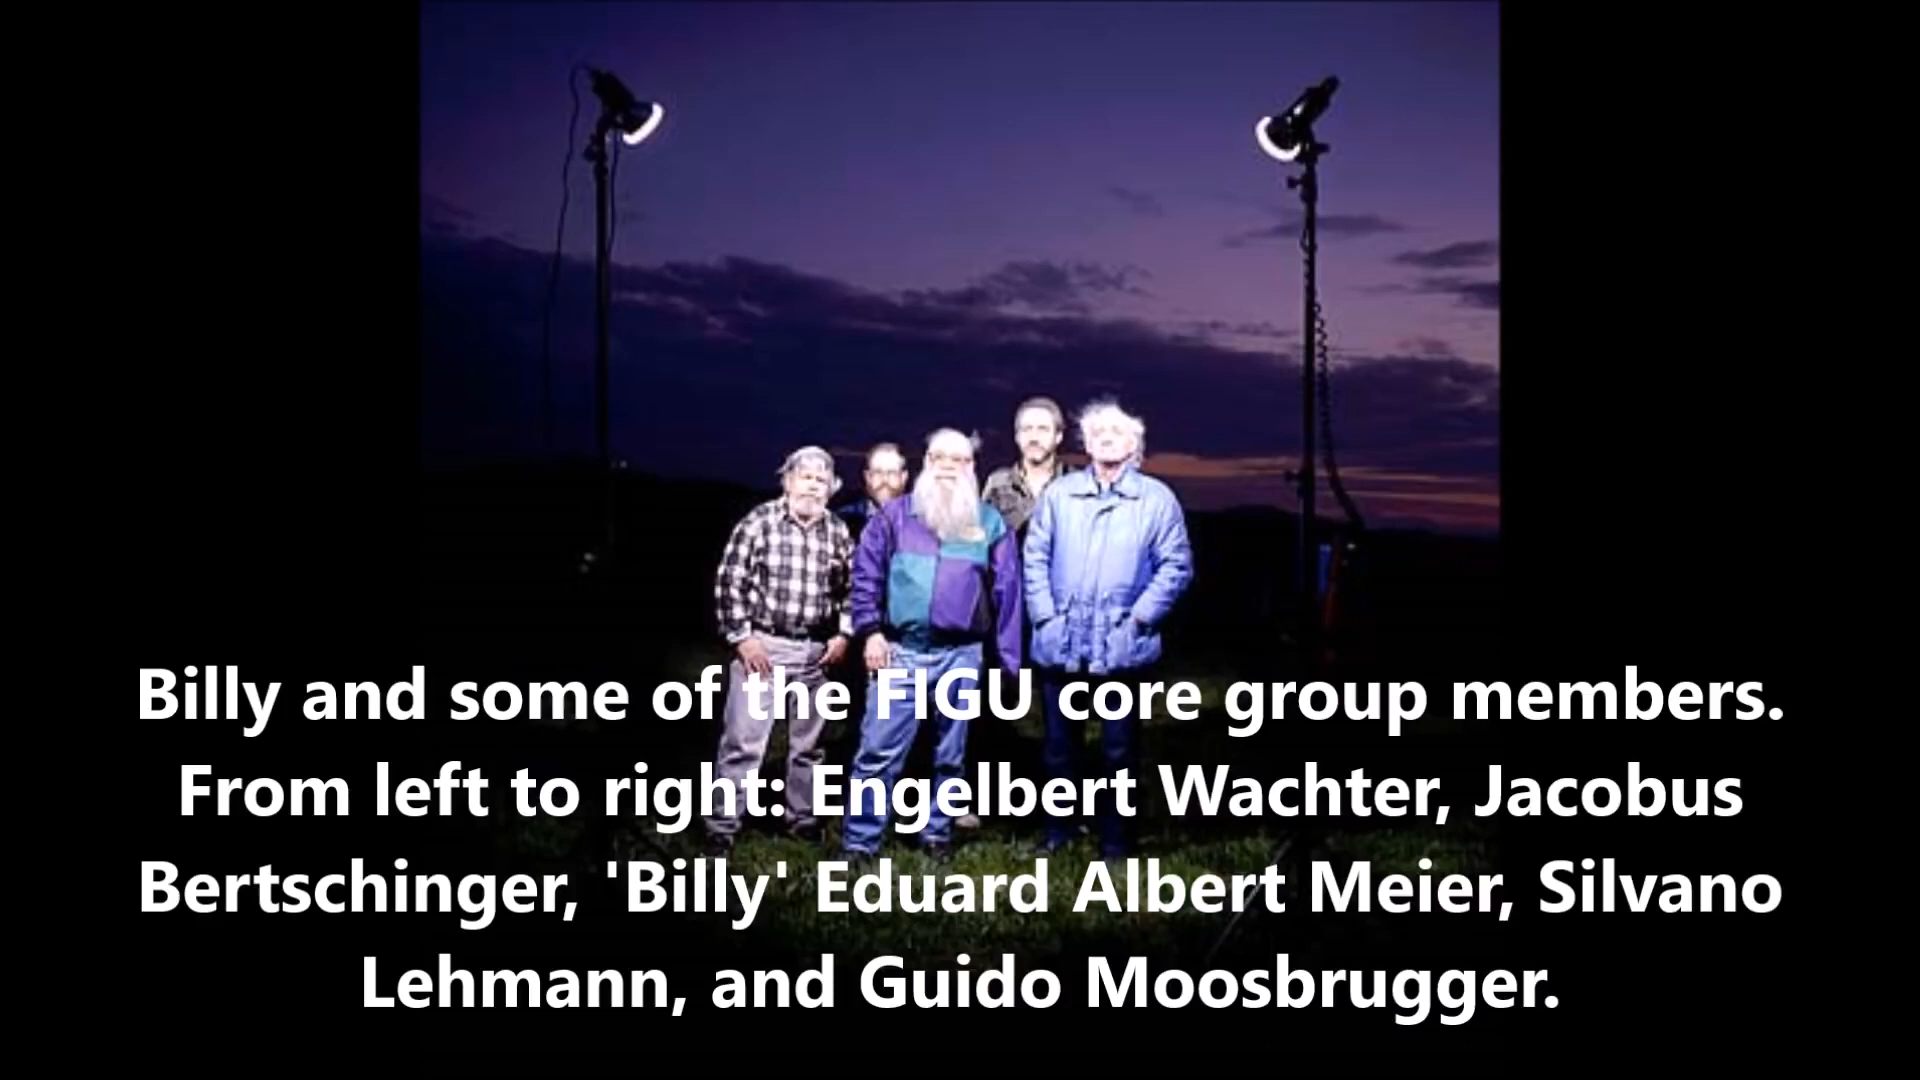 Billy and some of the FIGU core group members.
From left to right: Engelbert Wachter, Jacobus
Bertschinger, 'Billy' Eduard Albert Meier, Silvano
Lehmann, and Guido Moosbrugger.